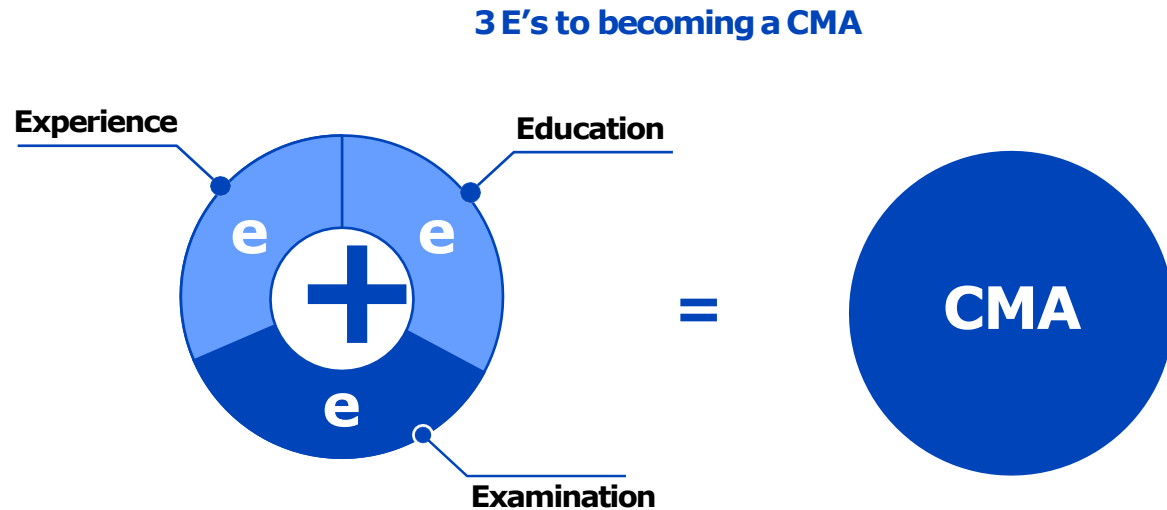 3 E’s to becoming a CMA
Experience
Education
e
e
+
=
CMA
e
Examination